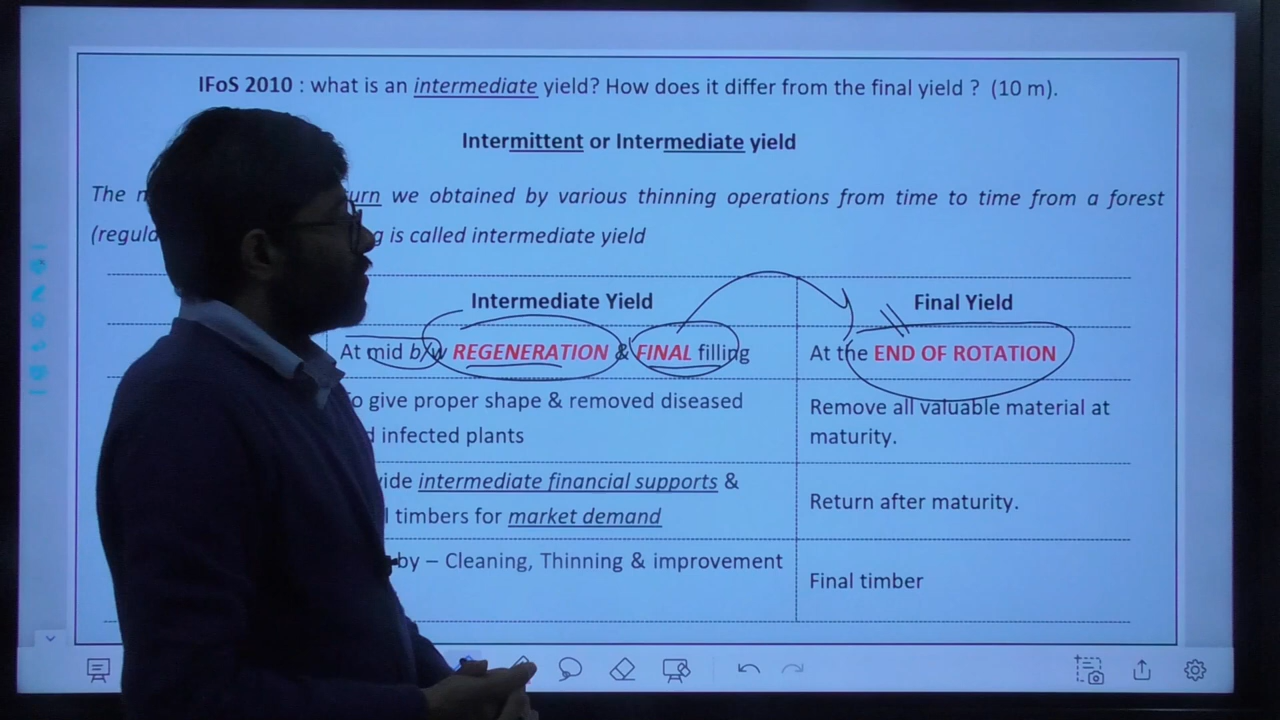 IFoS 2010 : what is an intermediate yield? How does it differ from the final yield ? (10 m).
Intermittent or Intermediate yield
The we obtained by various thinning operations from time to time from a forest
is called intermediate yield
Intermediate Yield Final Yield
At mid b/w REGENERATION & FINAL filling At the END OF ROTATION
give proper shape & removed diseased
infected plants
Remove all valuable material at
maturity.
intermediate financial supports &
timbers for market demand
Return after maturity.
by – Cleaning, Thinning & improvement
Final timber